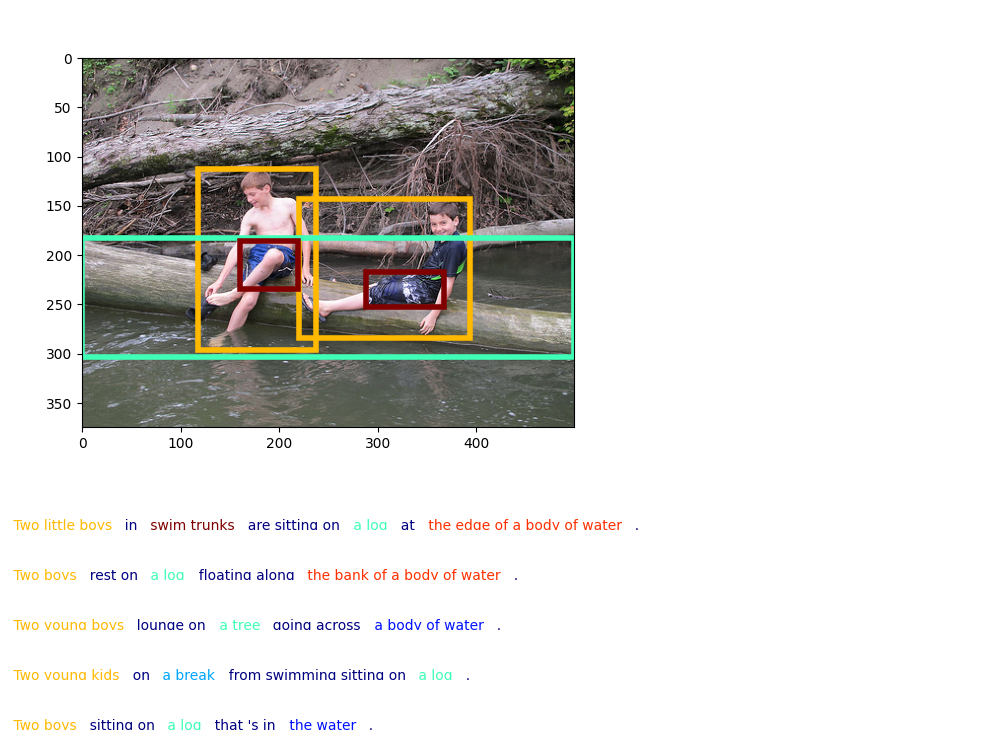 0
50
100
150
200
250
300
350
0 100 200 300 400
Two little boys in swim trunks are sitting on a log at the edge of a body of water .
Two boys rest on a log floating along the bank of a body of water .
Two young boys lounge on a tree going across a body of water .
Two young kids on a break from swimming sitting on a log .
Two boys sitting on a log that 's in the water .